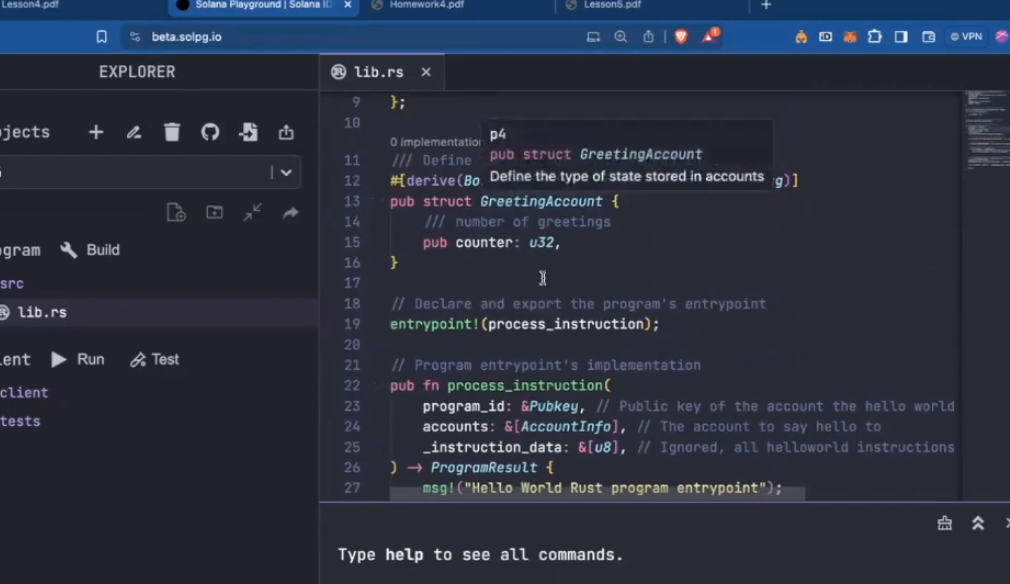 Lesson4.pdf
Solana Playground | Solana ID
Homework4.pdf
Lesson5.pdf
beta.solpg.io
1
VPN
EXPLORER
lib.rs
ojects
gram
Build
src
lib.rs
ent
Run
Test
client
tests
9 };
10
0 implementation
p4
pub struct GreetingAccount
Define the type of state stored in accounts
11 /// Define
12 #[derive(Bo g)]
13 pub struct GreetingAccount {
14 /// number of greetings
15 pub counter: u32,
16 }
17
18 // Declare and export the program's entrypoint
19 entrypoint!(process_instruction);
20
21 // Program entrypoint's implementation
22 pub fn process_instruction(
23 program_id: &Pubkey, // Public key of the account the hello world
24 accounts: &[AccountInfo], // The account to say hello to
25 _instruction_data: &[u8], // Ignored, all helloworld instructions
26 ) -> ProgramResult {
27 msg!("Hello World Rust program entrypoint");
Type help to see all commands.